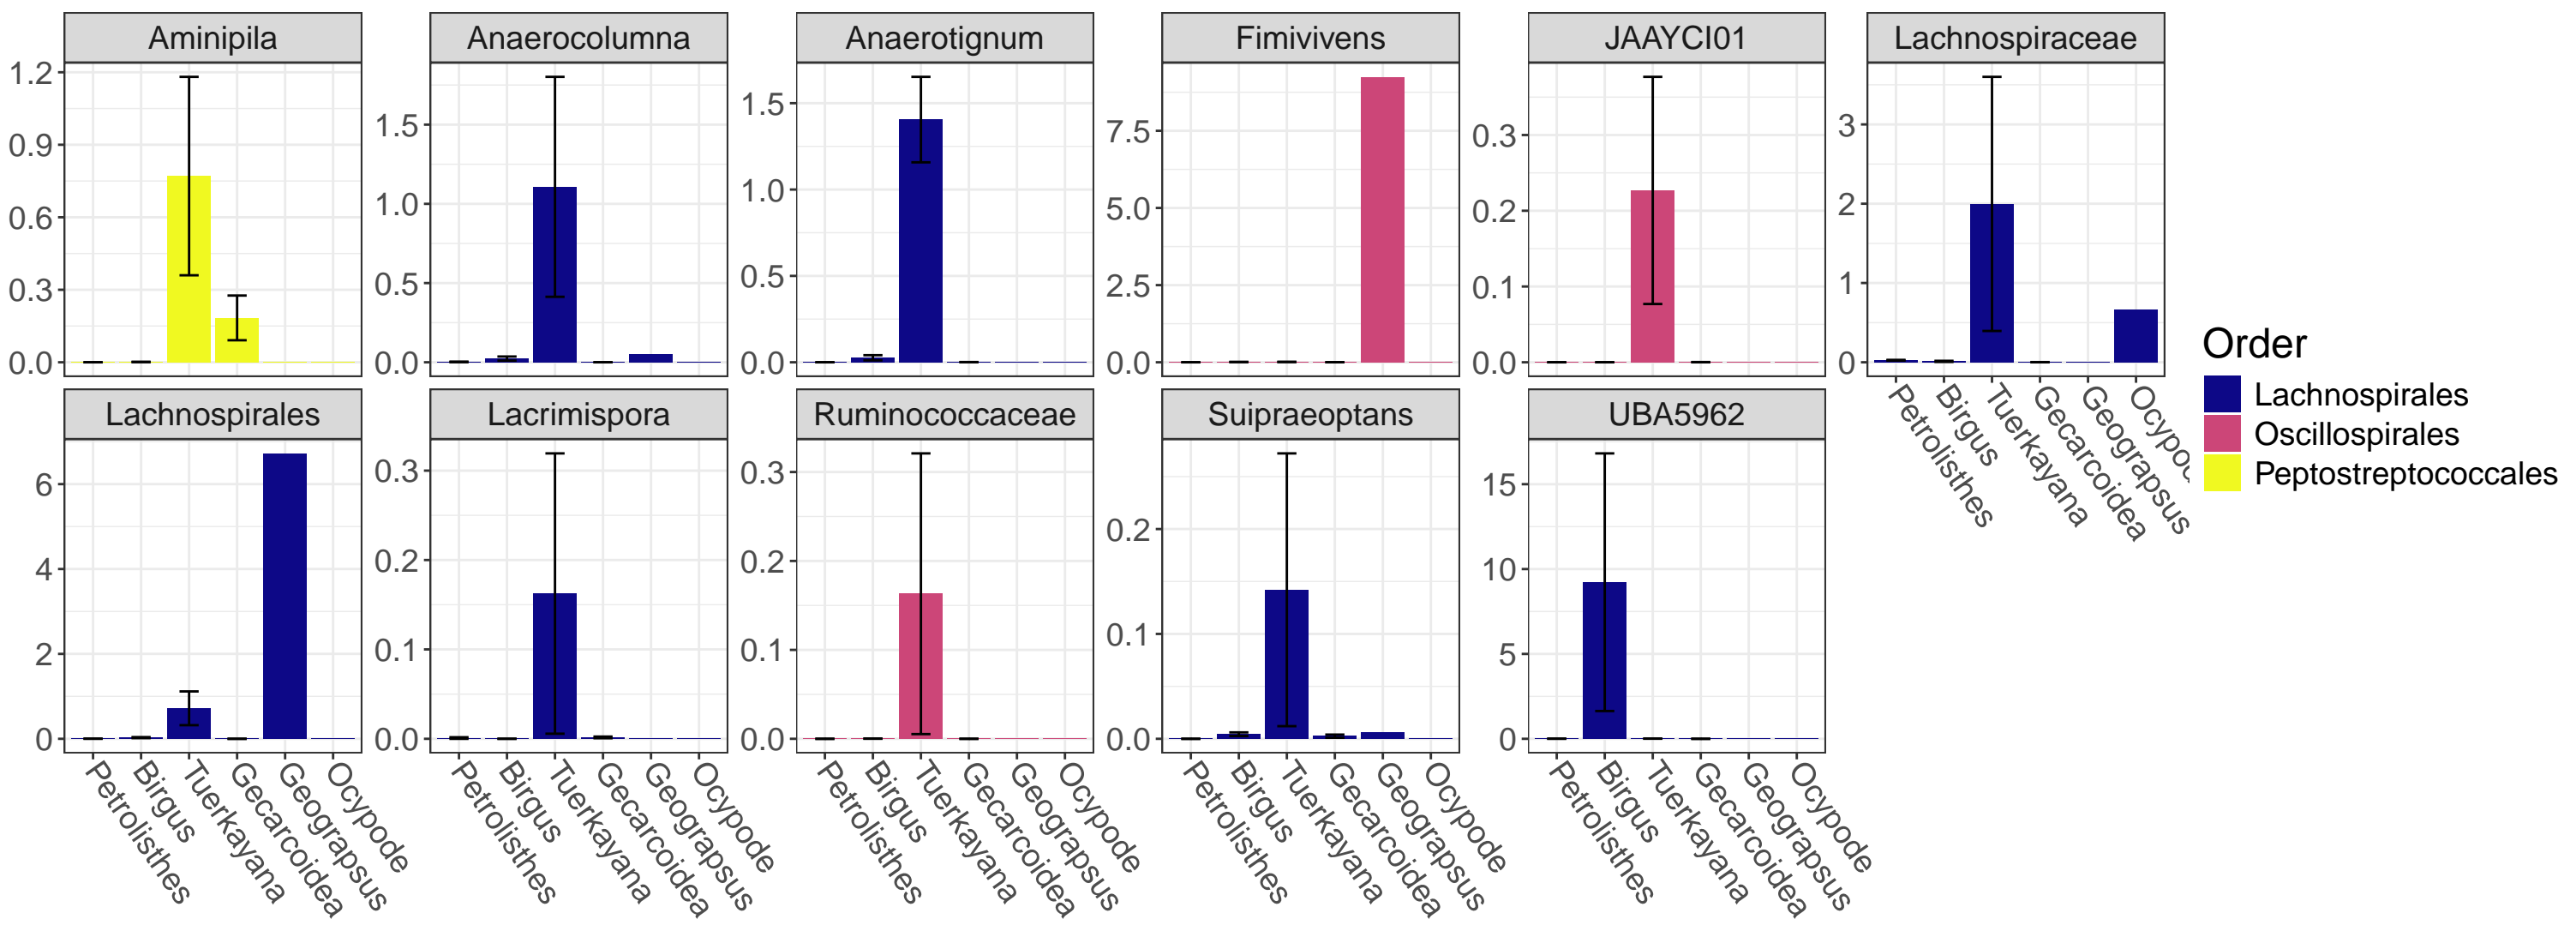 Aminipila
Anaerocolumna
Anaerotignum
Fimivivens
JAAYCI01
Lachnospiraceae
1.2
0.9
0.6
0.3
0.0
1.5
1.0
0.5
0.0
1.5
1.0
0.5
0.0
7.5
5.0
2.5
0.0
0.3
0.2
0.1
0.0
3
2
1
0
Petrolisthes
Birgus
Tuerkayana
Gecarcoidea
Geograpsus
Ocypod
Order
Lachnospirales
Oscillospirales
Peptostreptococcales
Lachnospirales
Lacrimispora
Ruminococcaceae
Suipraeoptans
UBA5962
6
4
2
0
0.3
0.2
0.1
0.0
0.3
0.2
0.1
0.0
0.2
0.1
0.0
15
10
5
0
Petrolisthes
Birgus
Tuerkayana
Gecarcoidea
Geograpsus
Ocypode
Petrolisthes
Birgus
Tuerkayana
Gecarcoidea
Geograpsus
Ocypode
Petrolisthes
Birgus
Tuerkayana
Gecarcoidea
Geograpsus
Ocypode
Petrolisthes
Birgus
Tuerkayana
Gecarcoidea
Geograpsus
Ocypode
Petrolisthes
Birgus
Tuerkayana
Gecarcoidea
Geograpsus
Ocypode